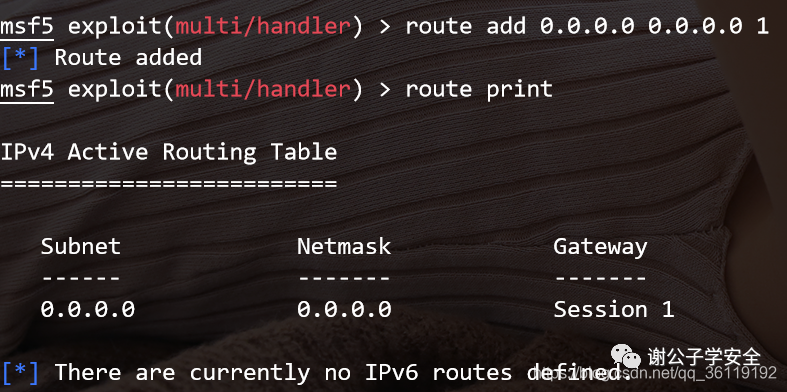 msf5 exploit(multi/handler) > route add 0.0.0.0 0.0.0.0 1
[*] Route added
msf5 exploit(multi/handler) > route print
IPv4 Active Routing Table
=========================
Subnet Netmask Gateway
------ ------- -------
0.0.0.0 0.0.0.0 Session 1
谢公子学安全
[*] There are currently no IPv6 routes defined
https://blog.csdn.net/qq_36119192